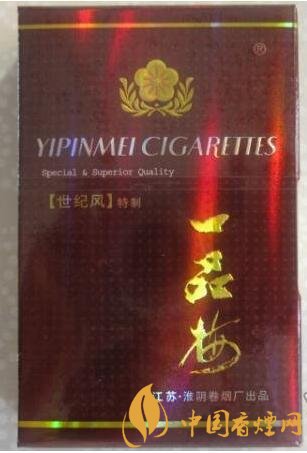 ®
YIPINMEI CIGARETTES
Special & Superior Quality
【世纪风】特制
一品梅
江苏·淮阴卷烟厂出品
中国香烟网